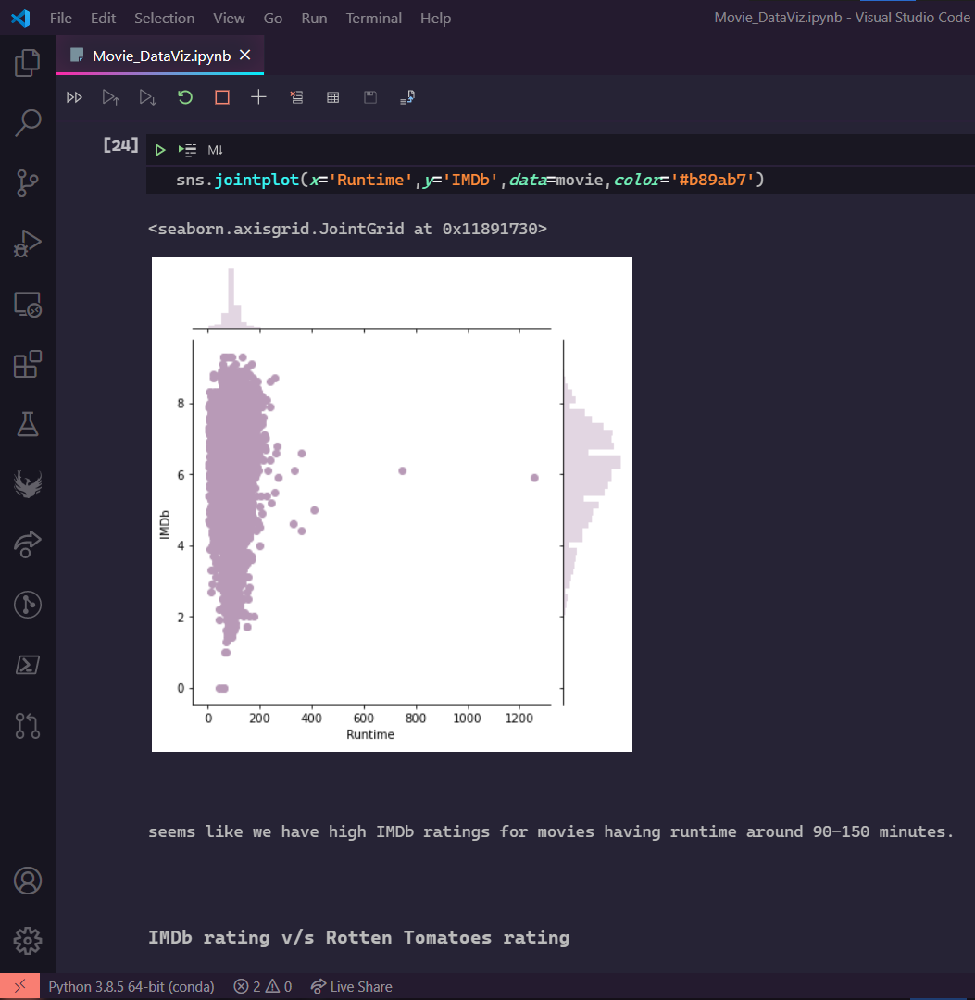 File Edit Selection View Go Run Terminal Help Movie_DataViz.ipynb - Visual Studio Code
Movie_DataViz.ipynb
[24]
M↓
sns.jointplot(x='Runtime',y='IMDb',data=movie,color='#b89ab7')
<seaborn.axisgrid.JointGrid at 0x11891730>
8
6
IMDb
4
2
0
0 200 400 600 800 1000 1200
Runtime
seems like we have high IMDb ratings for movies having runtime around 90-150 minutes.
IMDb rating v/s Rotten Tomatoes rating
Python 3.8.5 64-bit (conda) 2 0 Live Share